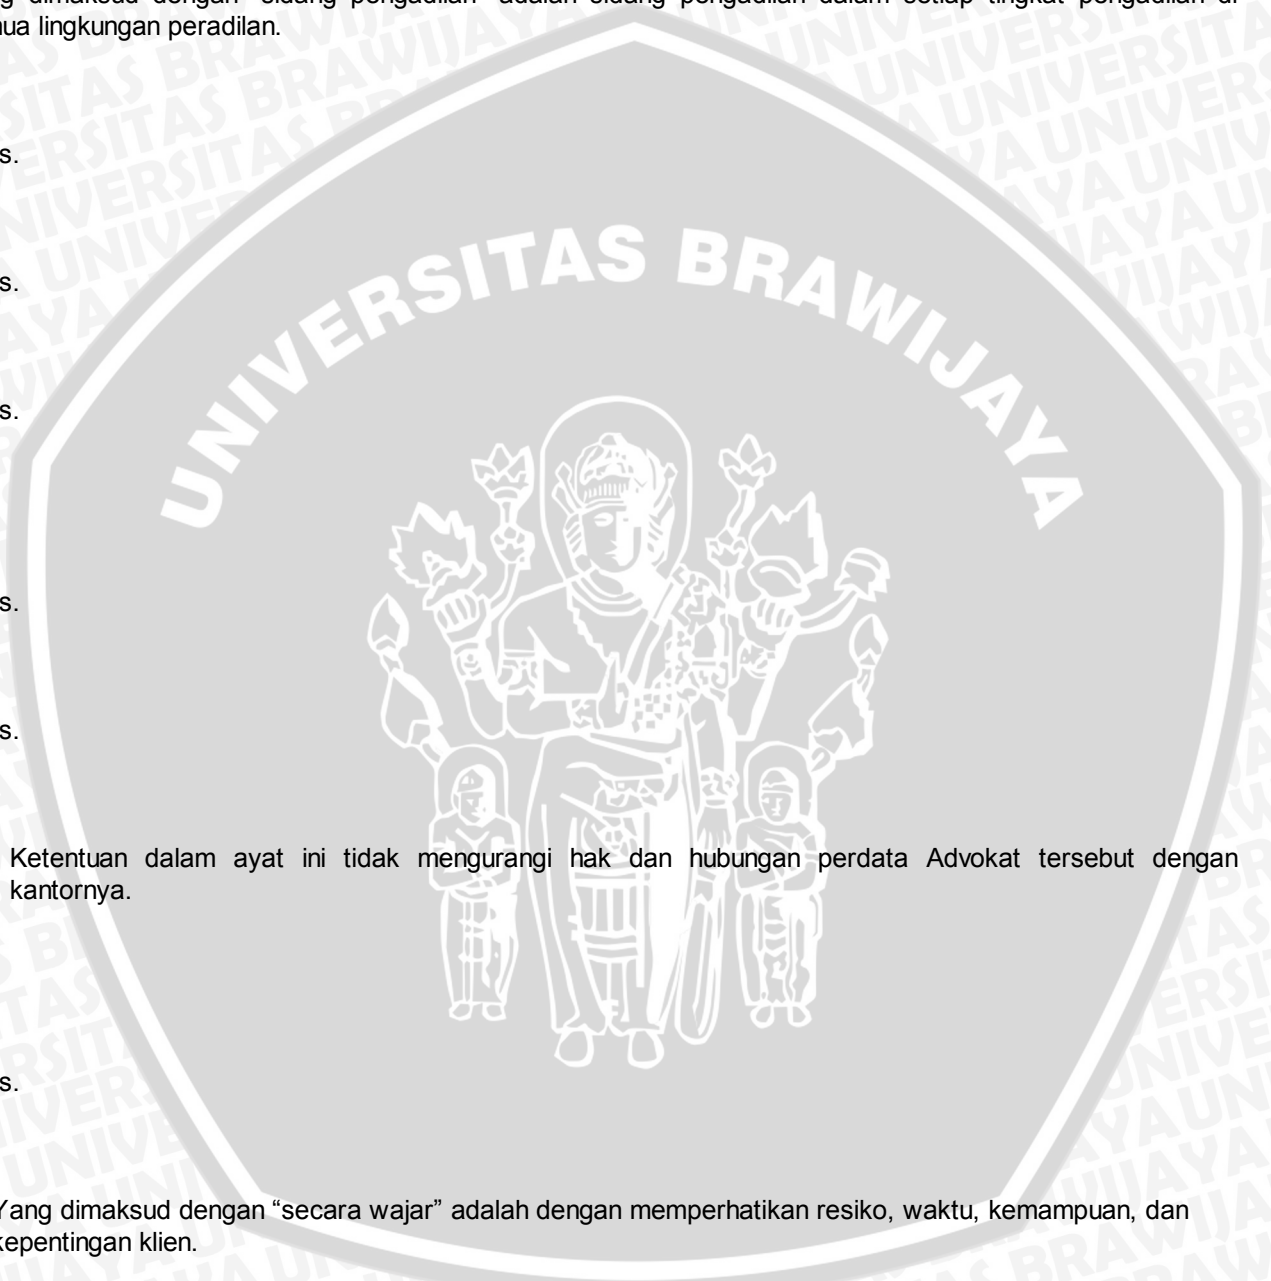 dimaksud dengan "sidang pengadilan" adalah sidang pengadilan dalam setiap tingkat pengadilan di
lingkungan peradilan.
s.
s.
UNIVERSITAS BRAWIJAYA
s.
s.
s.
Ketentuan dalam ayat ini tidak mengurangi hak dan hubungan perdata Advokat tersebut dengan
kantornya.
s.
Yang dimaksud dengan “secara wajar” adalah dengan memperhatikan resiko, waktu, kemampuan, dan
kepentingan klien.